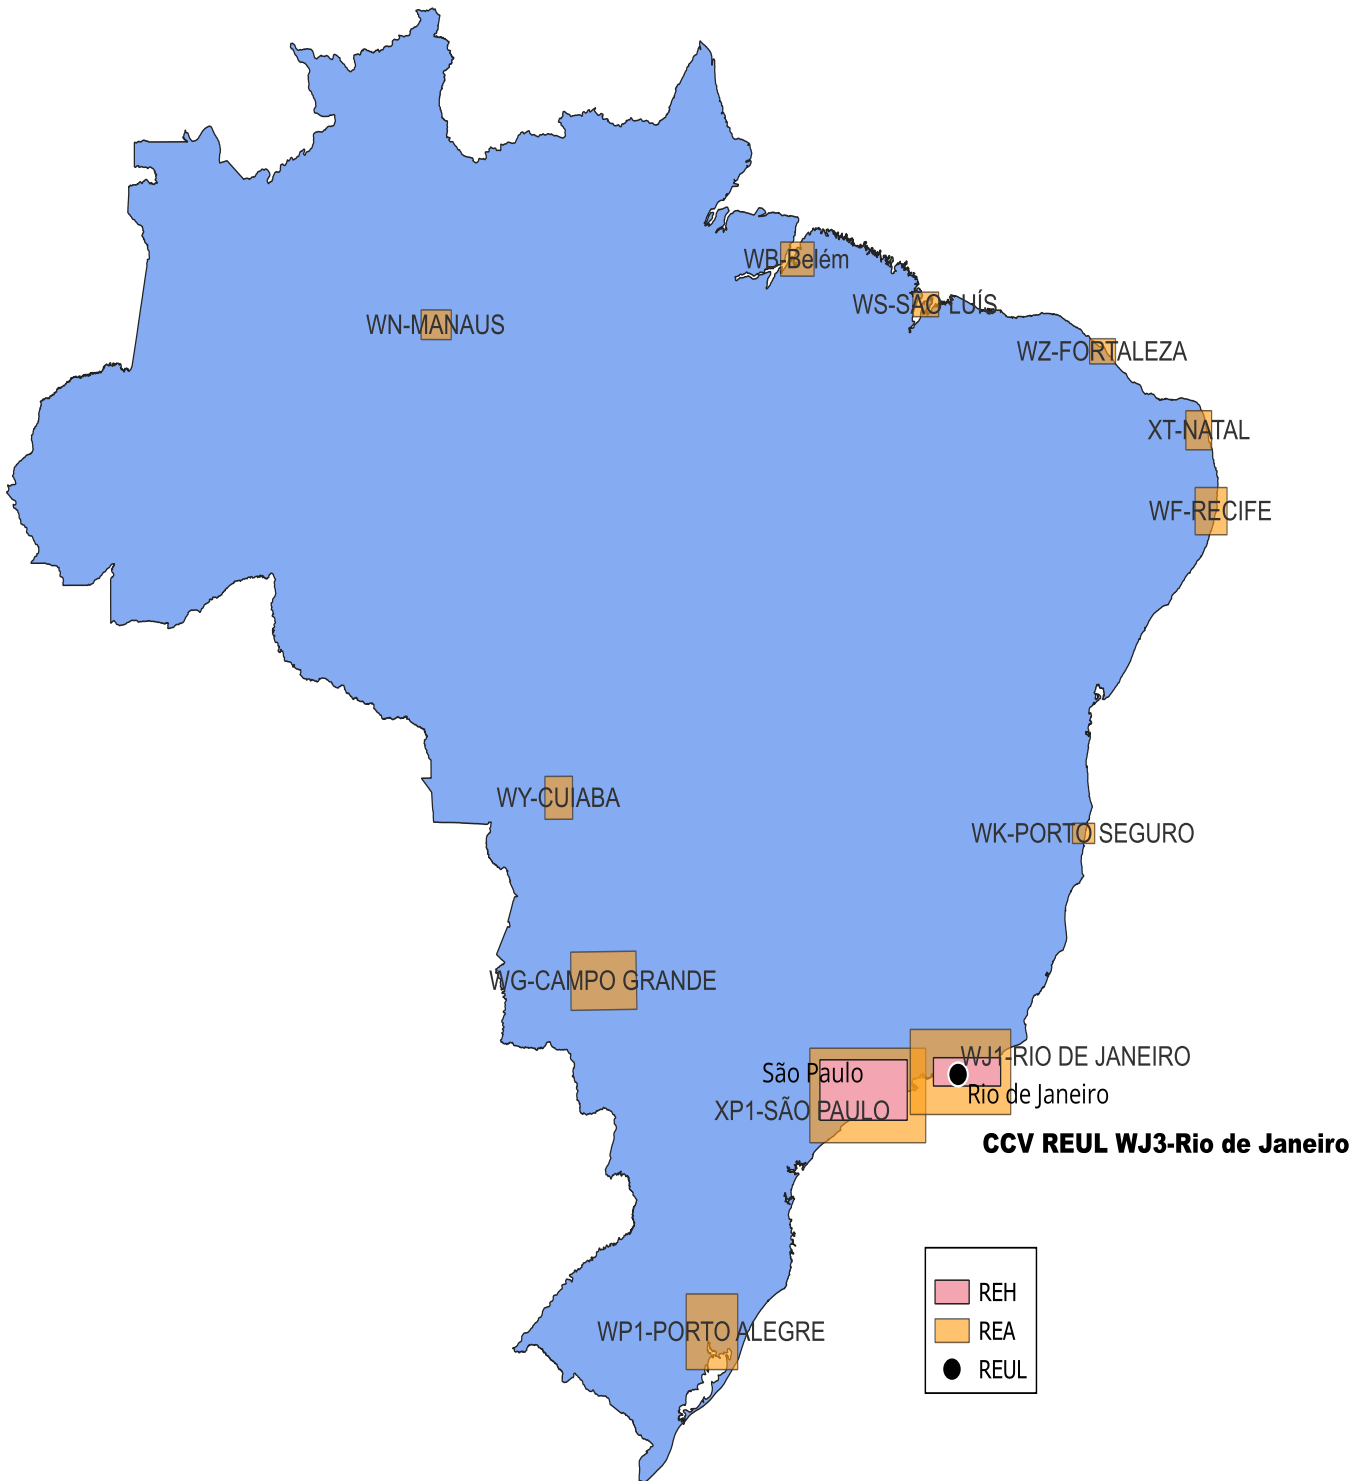 WB-Belém
WS-SÃO LUÍS
WN-MANAUS
WZ-FORTALEZA
XT-NATAL
WF-RECIFE
WY-CUIABA
WK-PORTO SEGURO
WG-CAMPO GRANDE
WJ1-RIO DE JANEIRO
São Paulo
Rio de Janeiro
XP1-SÃO PAULO
CCV REUL WJ3-Rio de Janeiro
REH
WP1-PORTO ALEGRE
REA
REUL